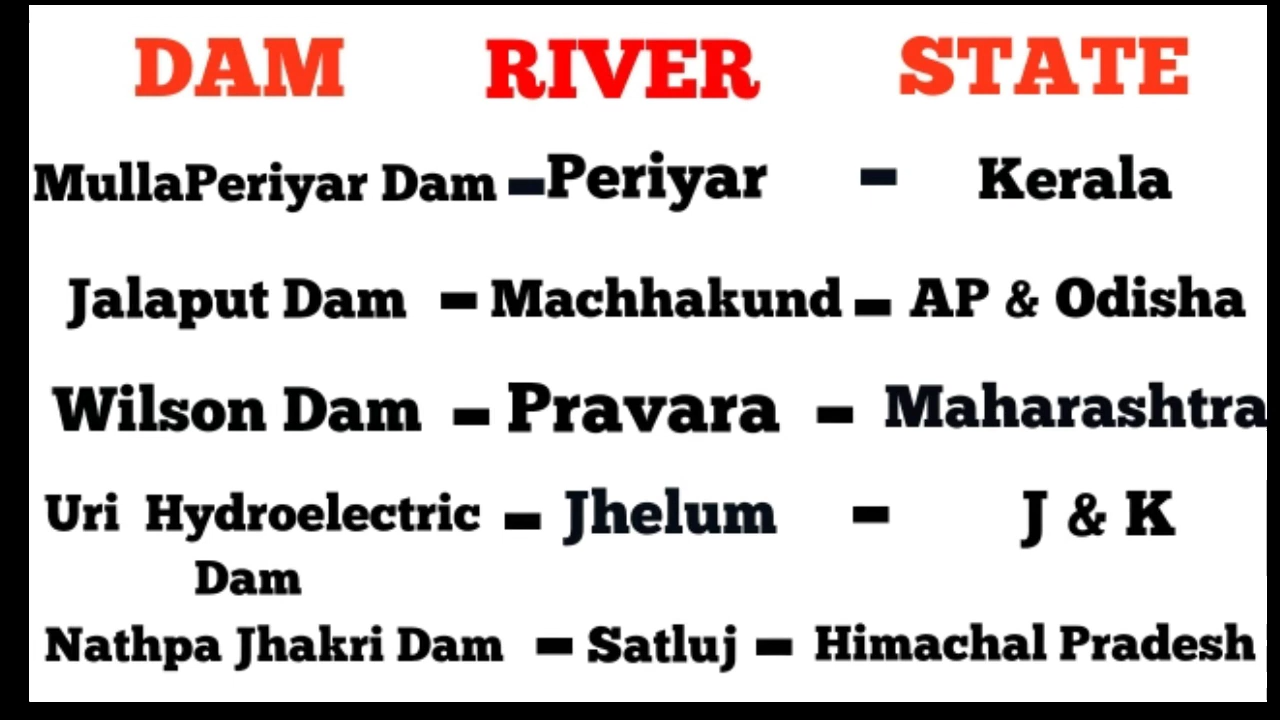 DAM RIVER STATE
MullaPeriyar Dam - Periyar - Kerala
Jalaput Dam - Machhakund - AP & Odisha
Wilson Dam - Pravara - Maharashtra
Uri Hydroelectric - Jhelum - J & K
Dam
Nathpa Jhakri Dam - Satluj - Himachal Pradesh